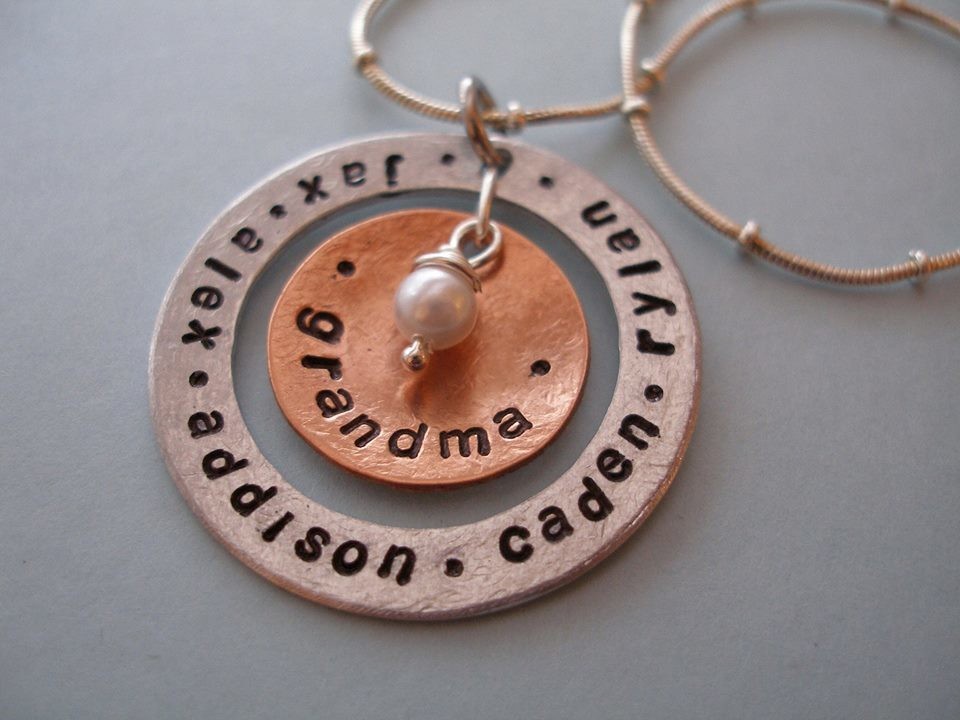 jax • alex • addison • caden • rylan •
• grandma •